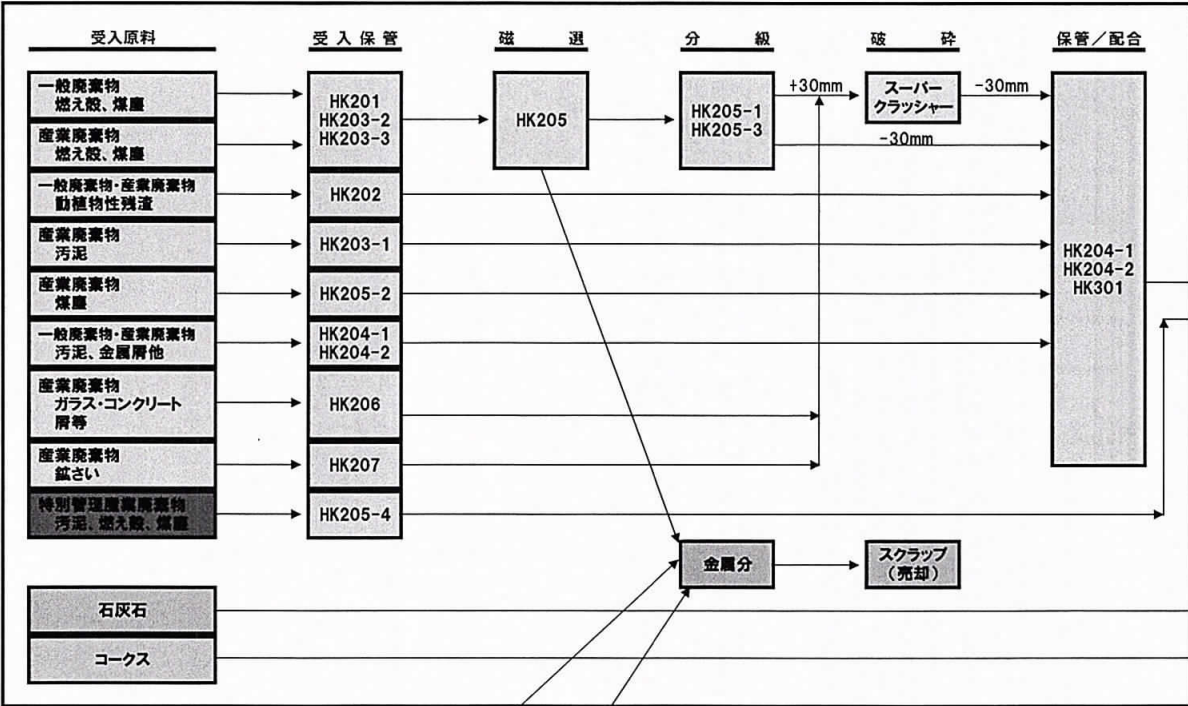 受入原料
受入保管
磁選
分級
破砕
保管/配合
一般廃棄物
燃え殻、煤塵
産業廃棄物
燃え殻、煤塵
一般廃棄物・産業廃棄物
動植物性残渣
産業廃棄物
汚泥
産業廃棄物
煤塵
一般廃棄物・産業廃棄物
汚泥、金属屑他
産業廃棄物
ガラス・コンクリート
屑等
産業廃棄物
鉱さい
特別管理産業廃棄物
汚泥、燃え殻、煤塵
石灰石
コークス
HK201
HK203-2
HK203-3
HK202
HK203-1
HK205-2
HK204-1
HK204-2
HK206
HK207
HK205-4
HK205
HK205-1
HK205-3
+30mm
-30mm
スーパー
クラッシャー
-30mm
HK204-1
HK204-2
HK301
金属分
スクラップ
(売却)